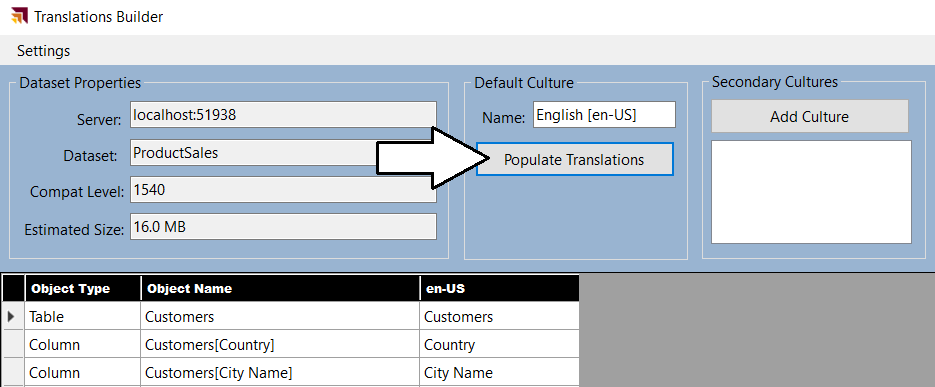 Translations Builder
Settings
Dataset Properties
Server: localhost:51938
Dataset: ProductSales
Compat Level: 1540
Estimated Size: 16.0 MB
Default Culture
Name: English [en-US]
Populate Translations
Secondary Cultures
Add Culture
Object Type Object Name en-US
Table Customers Customers
Column Customers[Country] Country
Column Customers[City Name] City Name